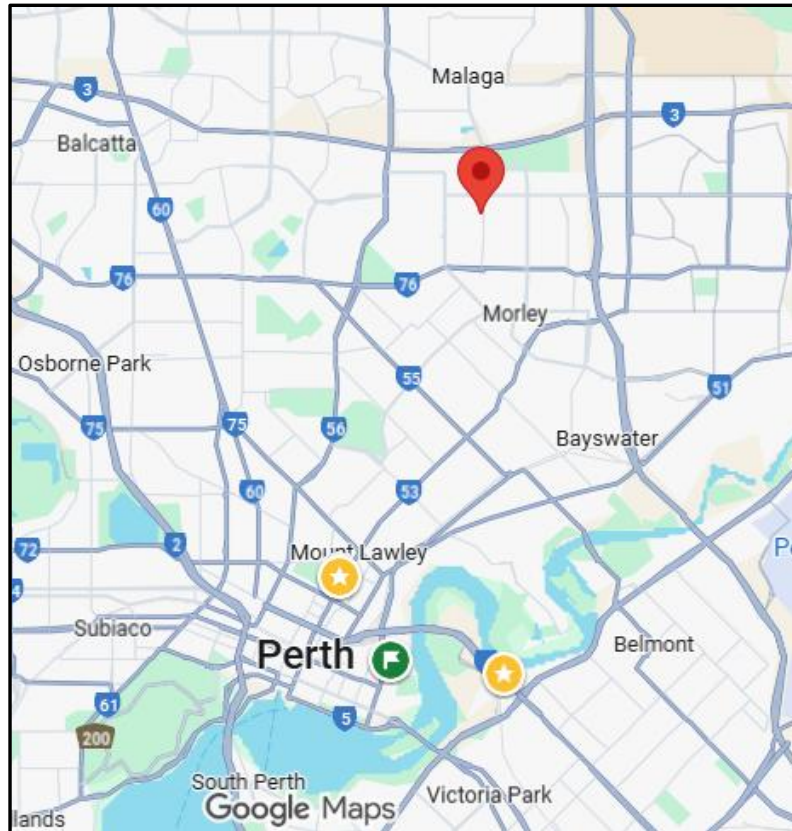 Malaga
3
3
Balcatta
60
76
76
Morley
Osborne Park
55
51
75
75
56
Bayswater
60
53
72
2
Mount Lawley
4
Subiaco
Perth
Belmont
61
5
200
South Perth
Victoria Park
Google Maps